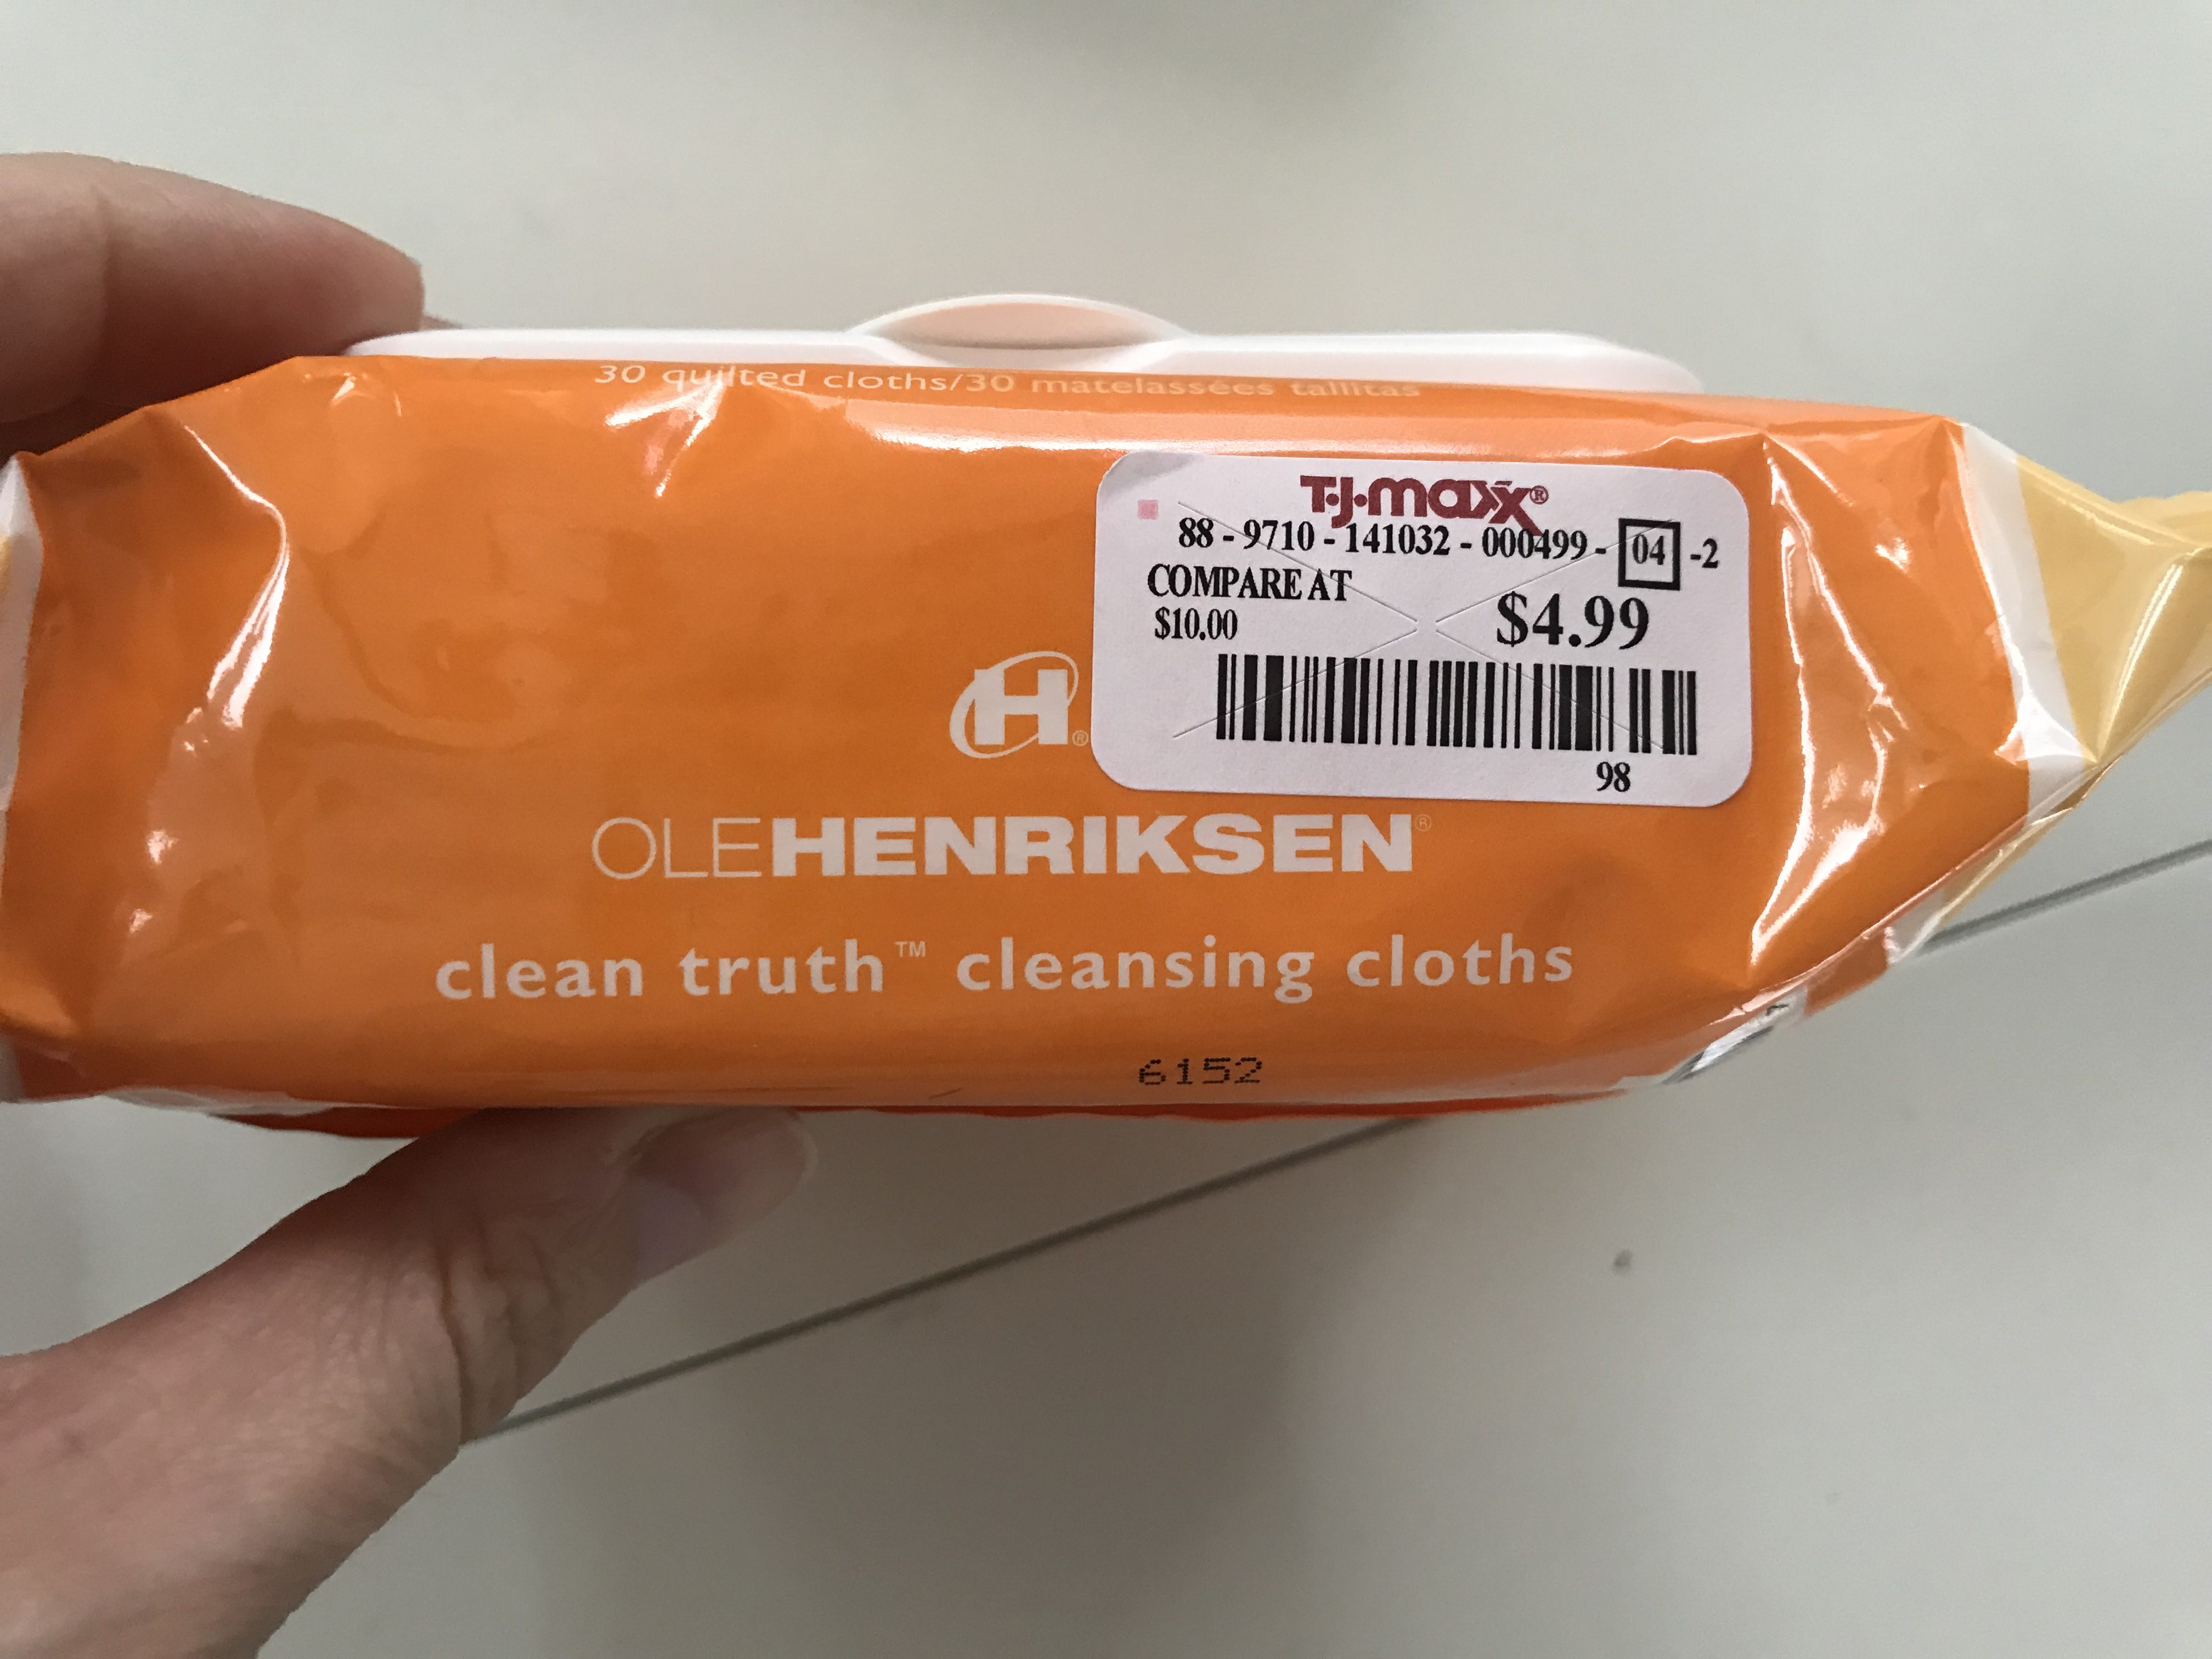 30 quilted cloths/30 matelassées tallitas
T·J·maxx®
88 - 9710 - 141032 - 000499 - 04 -2
COMPARE AT
$10.00
$4.99
98
H®
OLEHENRIKSEN®
clean truth™ cleansing cloths
6152